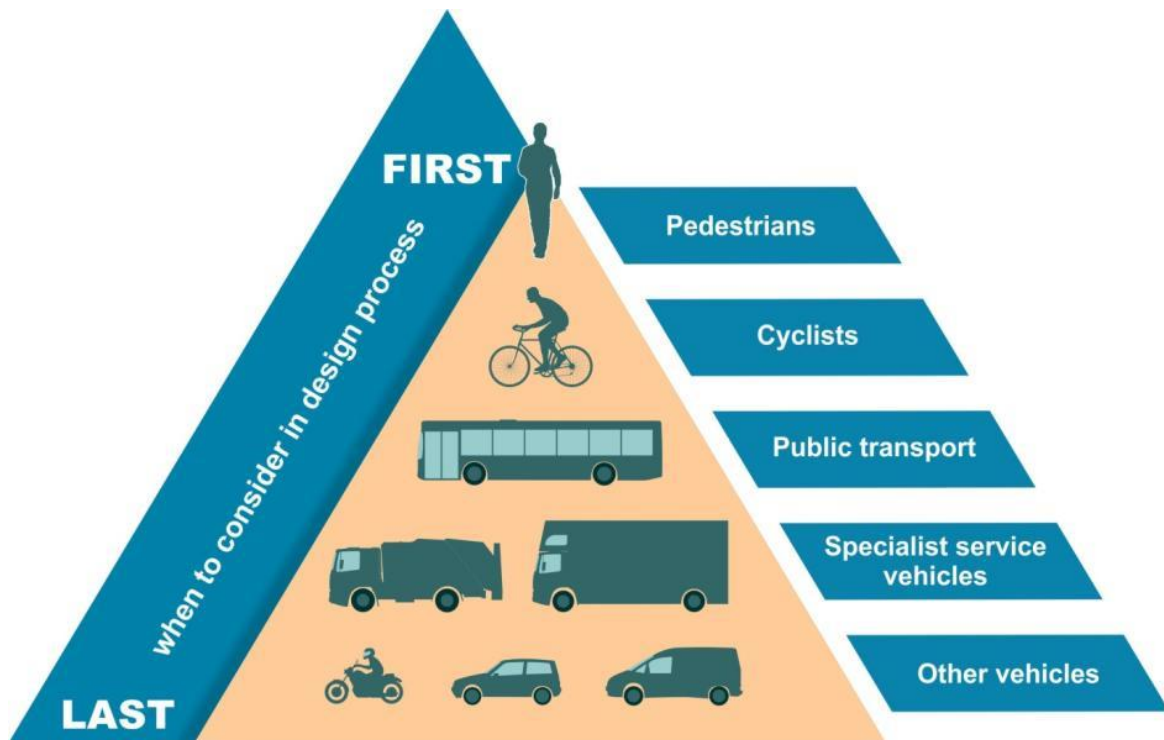 FIRST
when to consider in design process
LAST
Pedestrians
Cyclists
Public transport
Specialist service
vehicles
Other vehicles